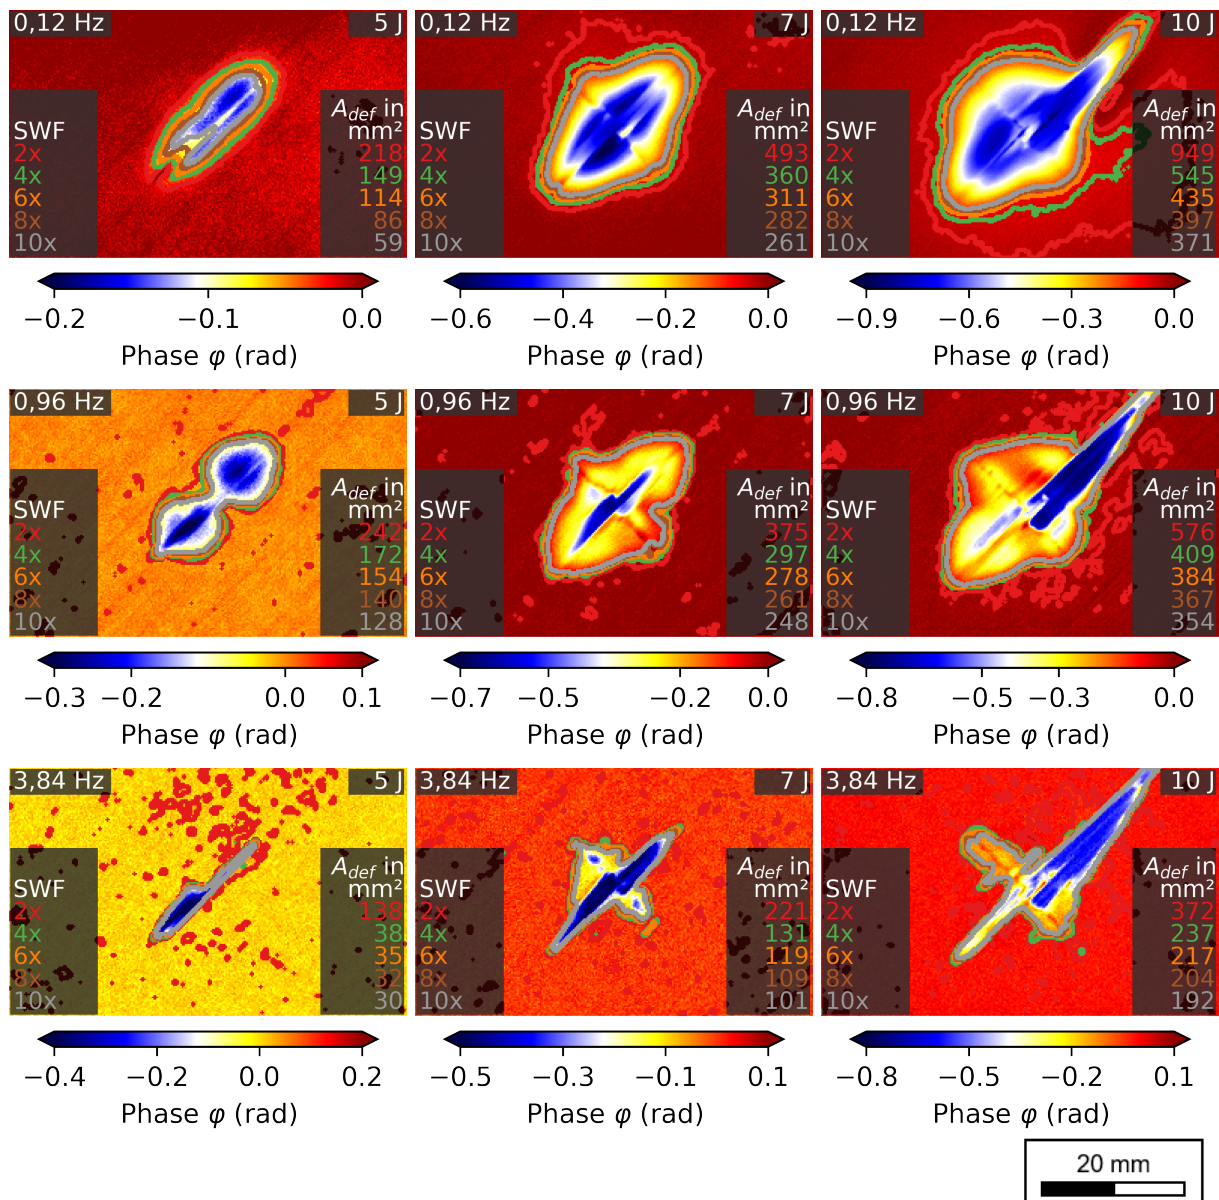 0,12 Hz 5 J
A_def in
SWF mm²
2x 218
4x 149
6x 114
8x 86
10x 59
−0.2 −0.1 0.0
Phase φ (rad)
0,12 Hz 7 J
A_def in
SWF mm²
2x 493
4x 360
6x 311
8x 282
10x 261
−0.6 −0.4 −0.2 0.0
Phase φ (rad)
0,12 Hz 10 J
A_def in
SWF mm²
2x 949
4x 545
6x 435
8x 397
10x 371
−0.9 −0.6 −0.3 0.0
Phase φ (rad)
0,96 Hz 5 J
A_def in
SWF mm²
2x 242
4x 172
6x 154
8x 140
10x 128
−0.3 −0.2 0.0 0.1
Phase φ (rad)
0,96 Hz 7 J
A_def in
SWF mm²
2x 375
4x 297
6x 278
8x 261
10x 248
−0.7 −0.5 −0.2 0.0
Phase φ (rad)
0,96 Hz 10 J
A_def in
SWF mm²
2x 576
4x 409
6x 384
8x 367
10x 354
−0.8 −0.5 −0.3 0.0
Phase φ (rad)
3,84 Hz 5 J
A_def in
SWF mm²
2x 138
4x 38
6x 35
8x 32
10x 30
−0.4 −0.2 0.0 0.2
Phase φ (rad)
3,84 Hz 7 J
A_def in
SWF mm²
2x 221
4x 131
6x 119
8x 109
10x 101
−0.5 −0.3 −0.1 0.1
Phase φ (rad)
3,84 Hz 10 J
A_def in
SWF mm²
2x 372
4x 237
6x 217
8x 204
10x 192
−0.8 −0.5 −0.2 0.1
Phase φ (rad)
20 mm